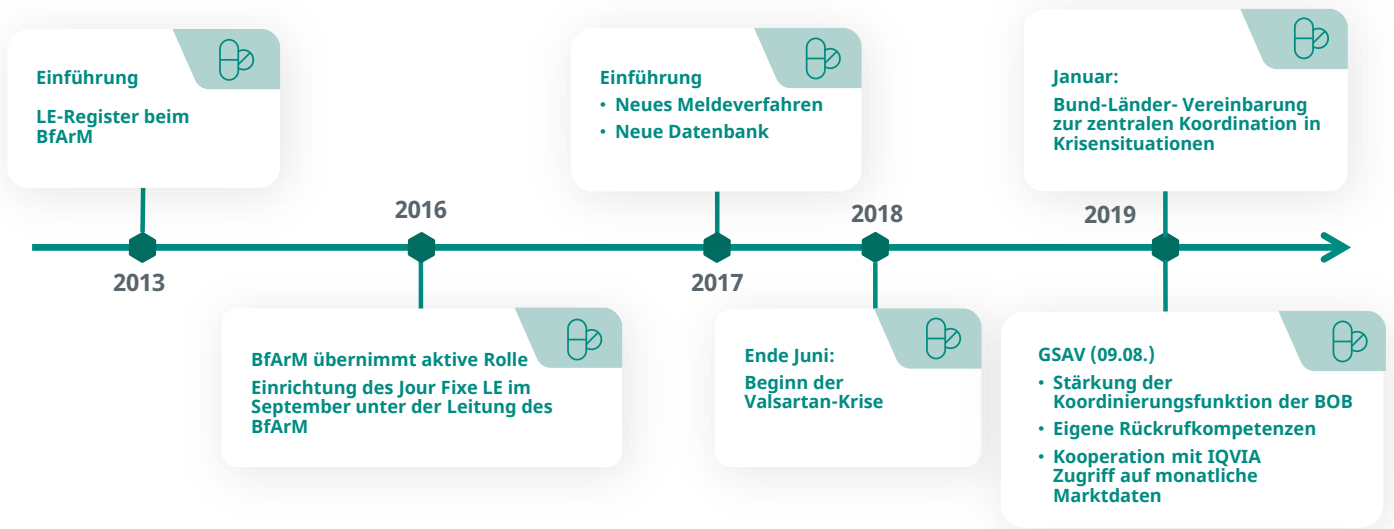 Einführung
LE-Register beim
BfArM
2013
2016
BfArM übernimmt aktive Rolle
Einrichtung des Jour Fixe LE im
September unter der Leitung des
BfArM
Einführung
• Neues Meldeverfahren
• Neue Datenbank
2017
2018
Ende Juni:
Beginn der
Valsartan-Krise
Januar:
Bund-Länder- Vereinbarung
zur zentralen Koordination in
Krisensituationen
2019
GSAV (09.08.)
• Stärkung der
Koordinierungsfunktion der BOB
• Eigene Rückrufkompetenzen
• Kooperation mit IQVIA
Zugriff auf monatliche
Marktdaten